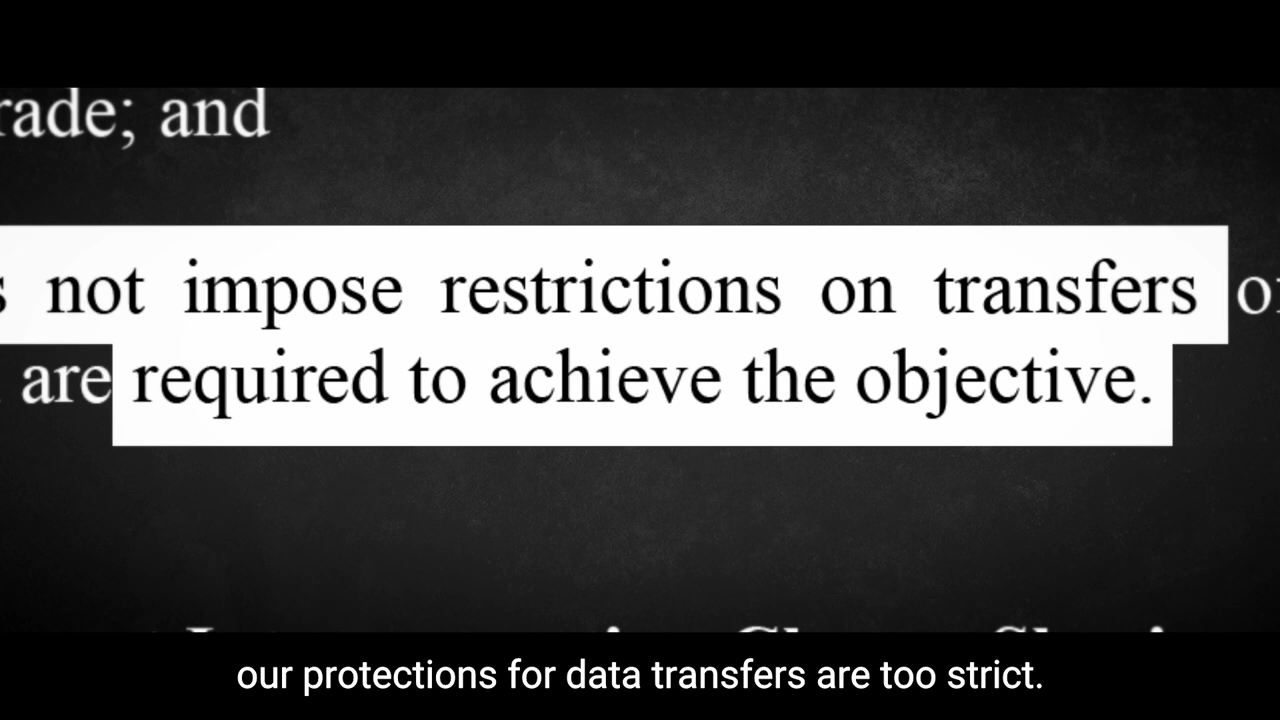 rade; and
s not impose restrictions on transfers
are required to achieve the objective.
our protections for data transfers are too strict.